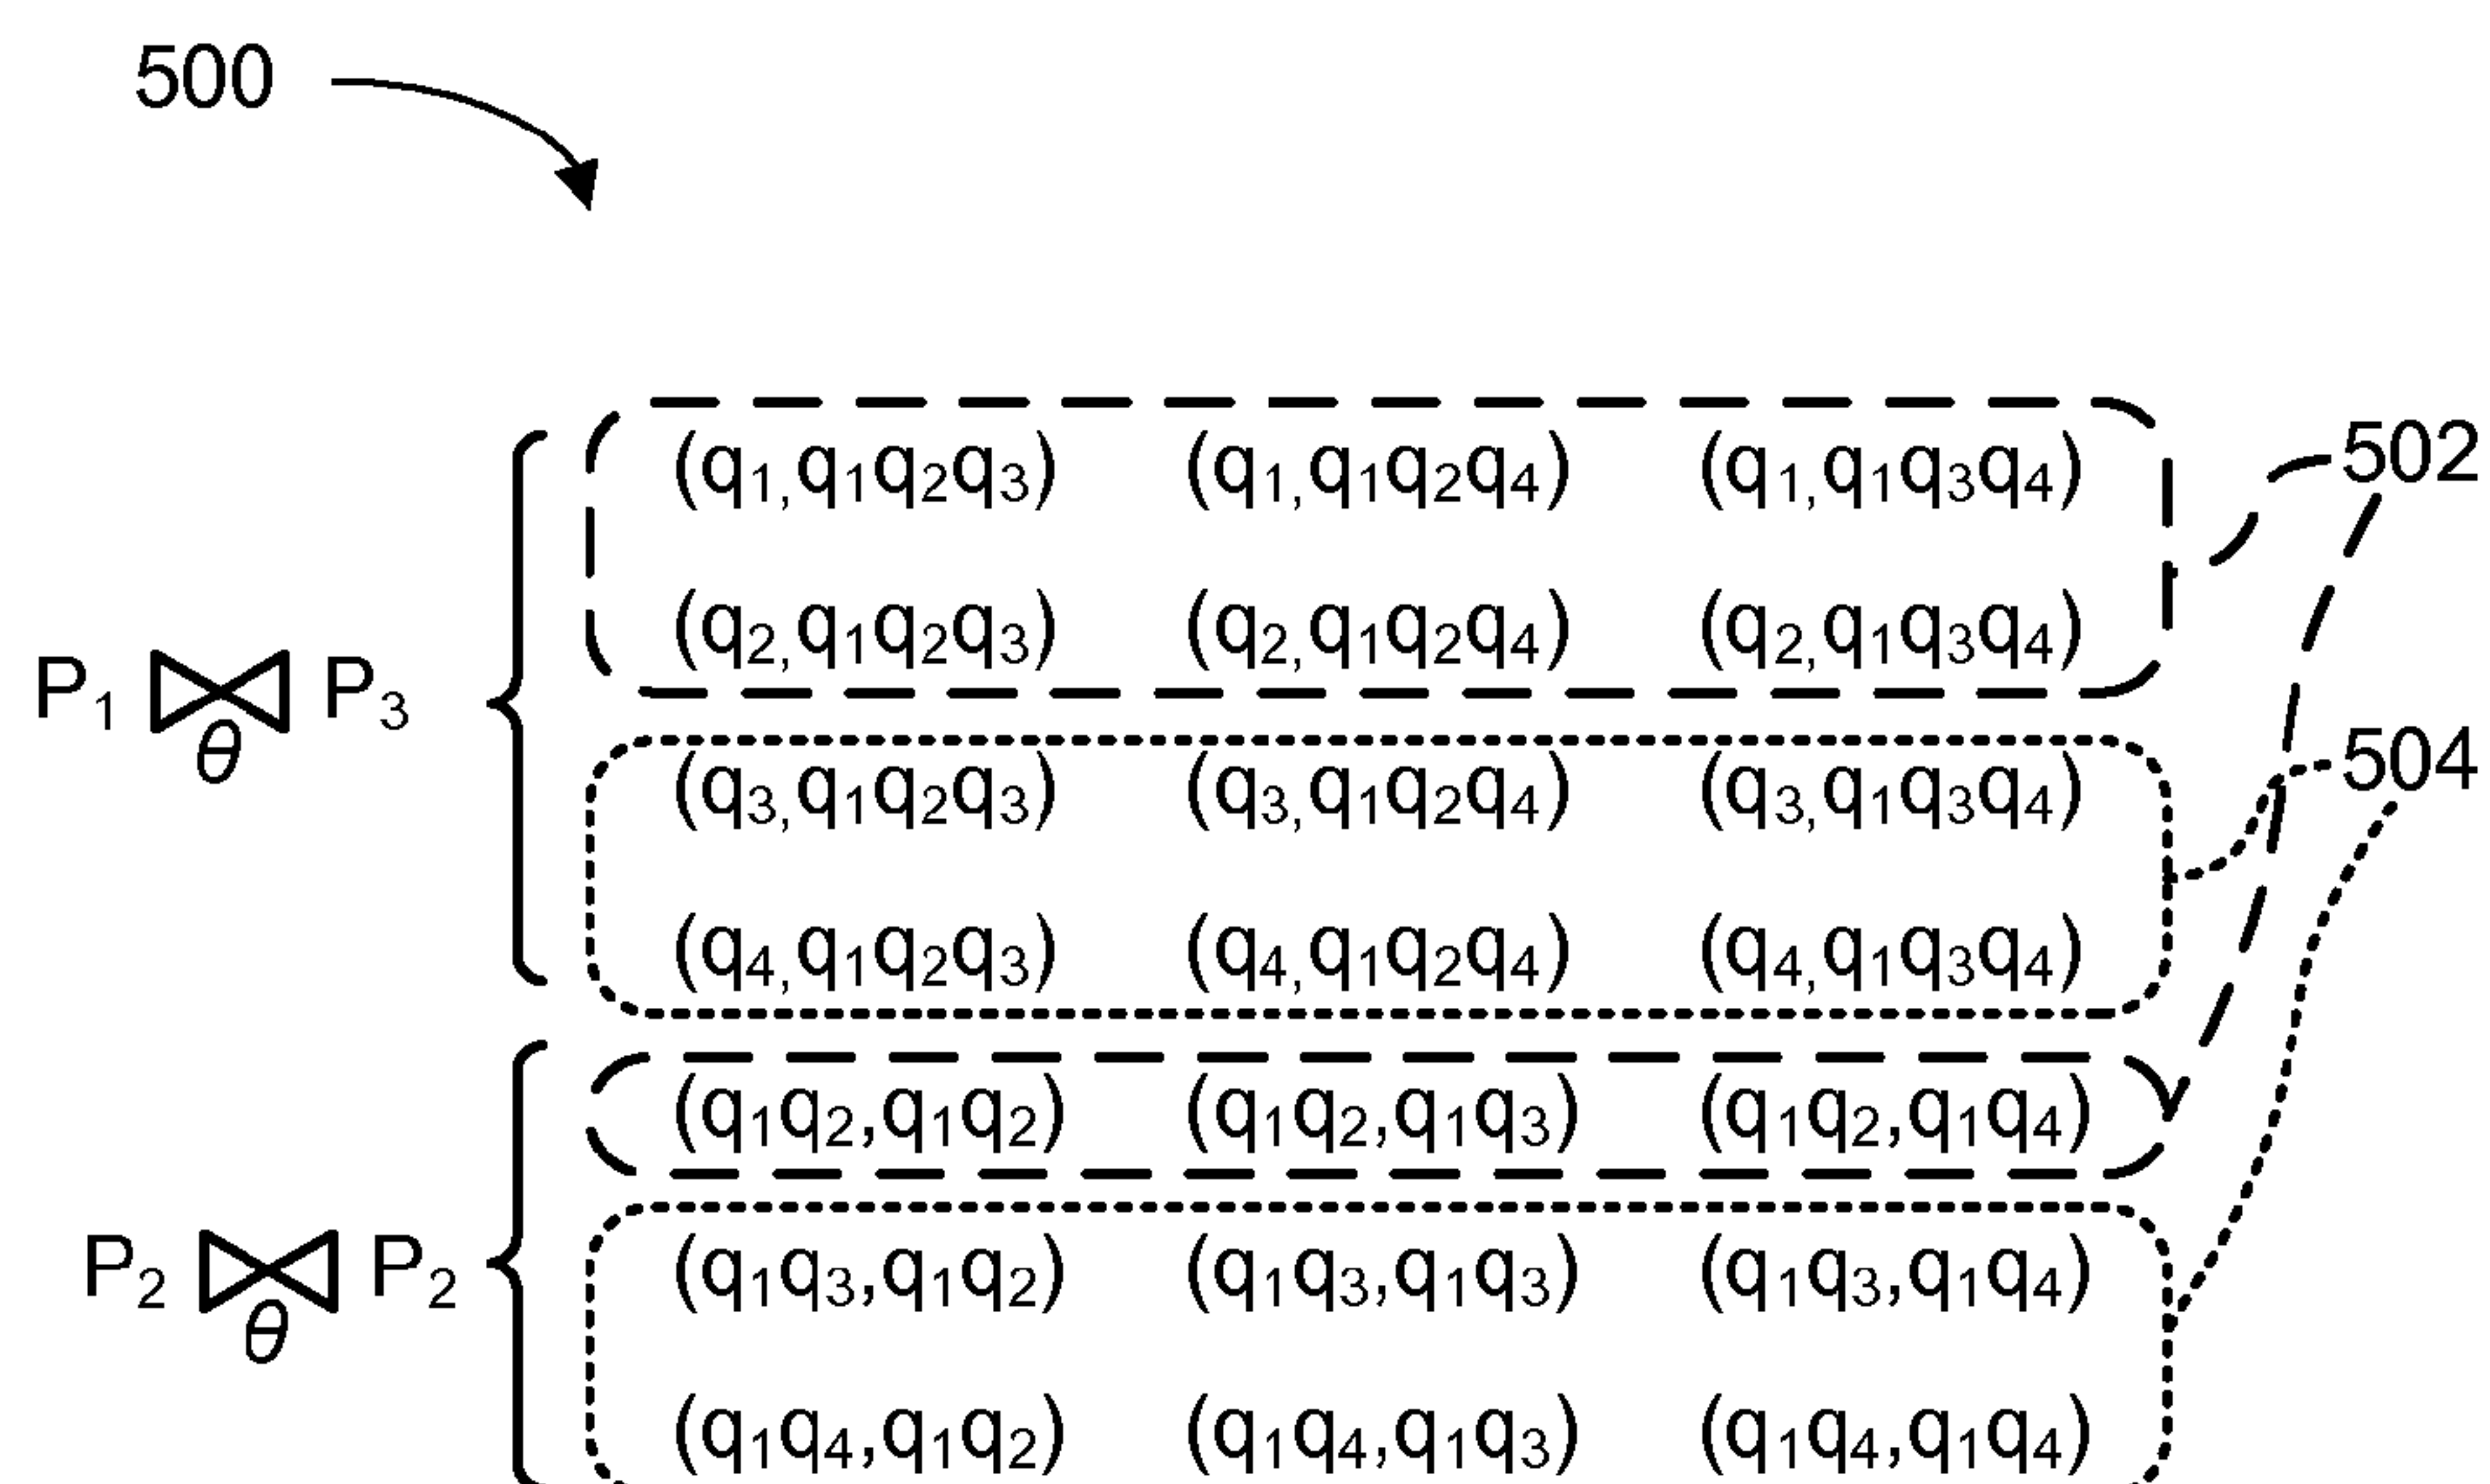 500
(q₁,q₁q₂q₃) (q₁,q₁q₂q₄) (q₁,q₁q₃q₄) 502
(q₂,q₁q₂q₃) (q₂,q₁q₂q₄) (q₂,q₁q₃q₄)
P₁ ⋈θ P₃
(q₃,q₁q₂q₃) (q₃,q₁q₂q₄) (q₃,q₁q₃q₄) 504
(q₄,q₁q₂q₃) (q₄,q₁q₂q₄) (q₄,q₁q₃q₄)
(q₁q₂,q₁q₂) (q₁q₂,q₁q₃) (q₁q₂,q₁q₄)
P₂ ⋈θ P₂
(q₁q₃,q₁q₂) (q₁q₃,q₁q₃) (q₁q₃,q₁q₄)
(q₁q₄,q₁q₂) (q₁q₄,q₁q₃) (q₁q₄,q₁q₄)